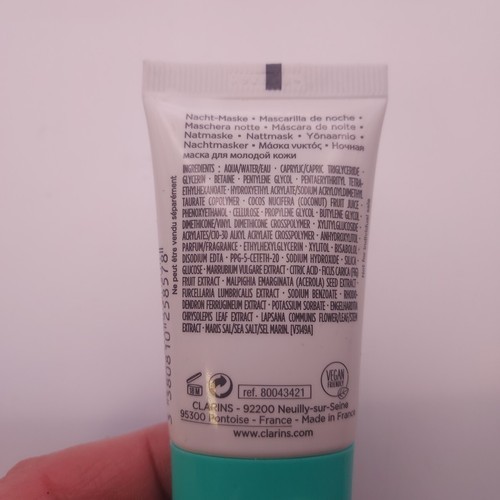 Nacht-Maske • Mascarilla de noche •
Maschera notte • Máscara de noite •
Natmaske • Nattmask • Yönaamio •
Nachtmasker • Μάσκα νυκτός • Ночная
маска для молодой кожи
INGREDIENTS : AQUA/WATER/EAU · CAPRYLIC/CAPRIC TRIGLYCERIDE ·
GLYCERIN · BETAINE · PENTYLENE GLYCOL · PENTAERYTHRITYL TETRA-
ETHYLHEXANOATE · HYDROXYETHYL ACRYLATE/SODIUM ACRYLOYLDIMETHYL
TAURATE COPOLYMER · COCOS NUCIFERA (COCONUT) FRUIT JUICE ·
PHENOXYETHANOL · CELLULOSE · PROPYLENE GLYCOL · BUTYLENE GLYCOL ·
DIMETHICONE/VINYL DIMETHICONE CROSSPOLYMER · XYLITYLGLUCOSIDE ·
ACRYLATES/C10-30 ALKYL ACRYLATE CROSSPOLYMER · ANHYDROXYLITOL ·
PARFUM/FRAGRANCE · ETHYLHEXYLGLYCERIN · XYLITOL · BISABOLOL ·
DISODIUM EDTA · PPG-5-CETETH-20 · SODIUM HYDROXIDE · SILICA ·
GLUCOSE · MARRUBIUM VULGARE EXTRACT · CITRIC ACID · FICUS CARICA (FIG)
FRUIT EXTRACT · MALPIGHIA EMARGINATA (ACEROLA) SEED EXTRACT ·
FURCELLARIA LUMBRICALIS EXTRACT · SODIUM BENZOATE · RHODO-
DENDRON FERRUGINEUM EXTRACT · POTASSIUM SORBATE · ENGELHARDTIA
CHRYSOLEPIS LEAF EXTRACT · LAPSANA COMMUNIS FLOWER/LEAF/STEM
EXTRACT · MARIS SAL/SEA SALT/SEL MARIN. [V3149A]
Ne peut être vendu séparément
3 380810 258578
VEGAN
FRIENDLY
ref. 80043421
CLARINS - 92200 Neuilly-sur-Seine
95300 Pontoise - France - Made in France
www.clarins.com